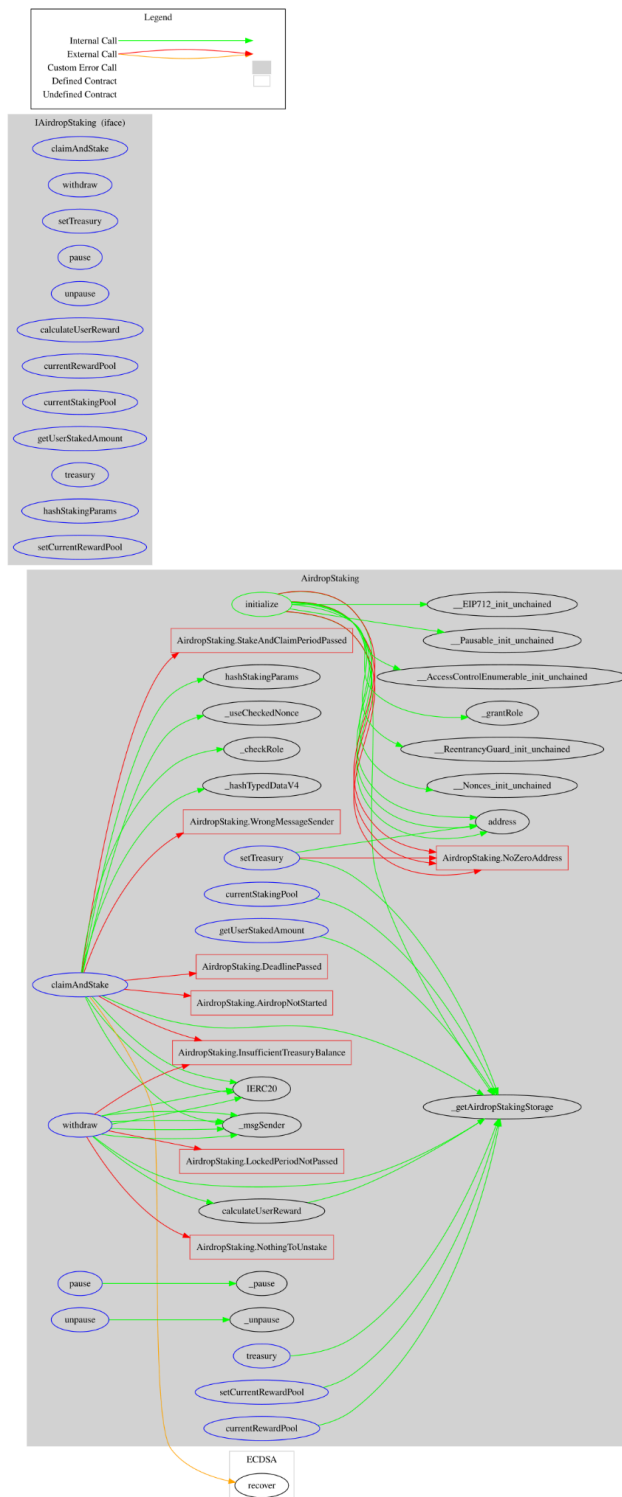 Legend
Internal Call
External Call
Custom Error Call
Defined Contract
Undefined Contract
IAirdropStaking (iface)
claimAndStake
withdraw
setTreasury
pause
unpause
calculateUserReward
currentRewardPool
currentStakingPool
getUserStakedAmount
treasury
hashStakingParams
setCurrentRewardPool
AirdropStaking
initialize
__EIP712_init_unchained
AirdropStaking.StakeAndClaimPeriodPassed
__Pausable_init_unchained
hashStakingParams
__AccessControlEnumerable_init_unchained
_useCheckedNonce
_grantRole
_checkRole
__ReentrancyGuard_init_unchained
_hashTypedDataV4
__Nonces_init_unchained
AirdropStaking.WrongMessageSender
address
setTreasury
AirdropStaking.NoZeroAddress
currentStakingPool
getUserStakedAmount
AirdropStaking.DeadlinePassed
claimAndStake
AirdropStaking.AirdropNotStarted
AirdropStaking.InsufficientTreasuryBalance
IERC20
_getAirdropStakingStorage
withdraw
_msgSender
AirdropStaking.LockedPeriodNotPassed
calculateUserReward
AirdropStaking.NothingToUnstake
pause
_pause
unpause
_unpause
treasury
setCurrentRewardPool
currentRewardPool
ECDSA
recover